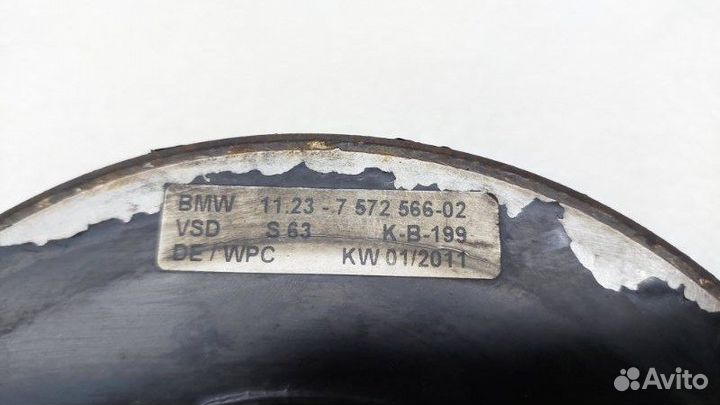 BMW 11.23 - 7 572 566-02
VSD S 63 K-B-199
DE / WPC KW 01/2011
Avito